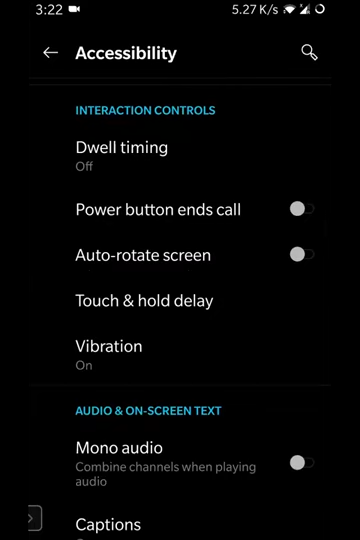 3:22 5.27 K/s
Accessibility
INTERACTION CONTROLS
Dwell timing
Off
Power button ends call
Auto-rotate screen
Touch & hold delay
Vibration
On
AUDIO & ON-SCREEN TEXT
Mono audio
Combine channels when playing
audio
Captions